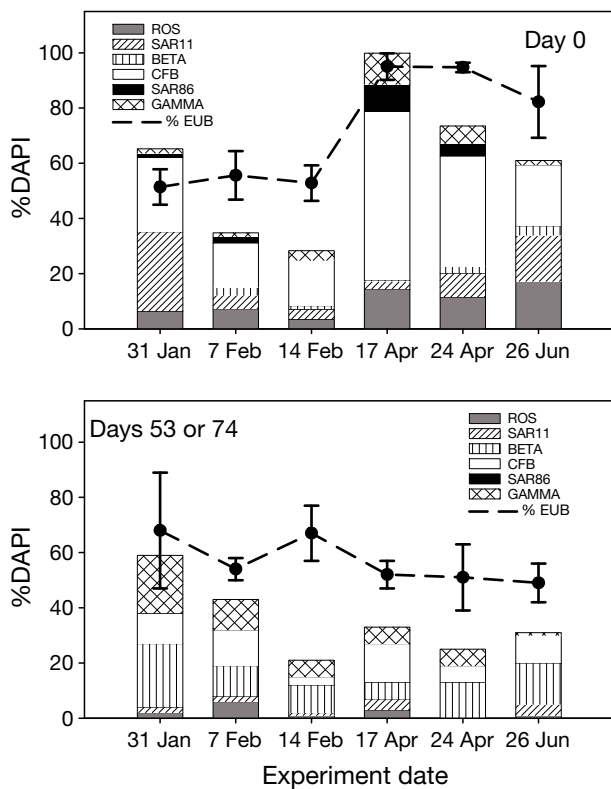 ROS
SAR11
BETA
CFB
SAR86
GAMMA
% EUB
Day 0
100
80
60
40
20
0
%DAPI
31 Jan 7 Feb 14 Feb 17 Apr 24 Apr 26 Jun
Days 53 or 74
ROS
SAR11
BETA
CFB
SAR86
GAMMA
% EUB
100
80
60
40
20
0
%DAPI
31 Jan 7 Feb 14 Feb 17 Apr 24 Apr 26 Jun
Experiment date